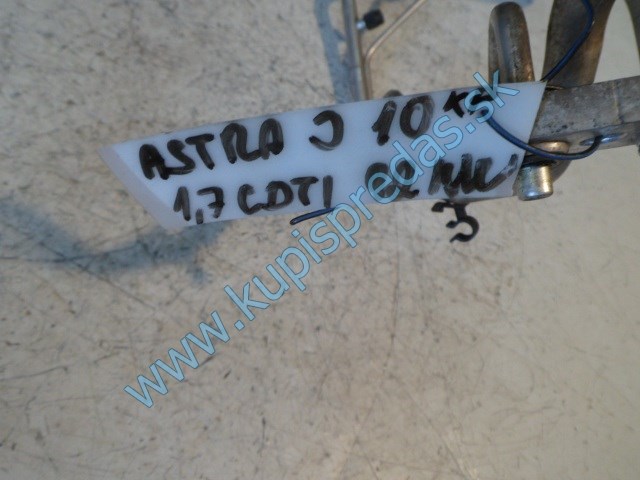 ASTRA J 10
1,7 CDTI
www.kupispredas.sk